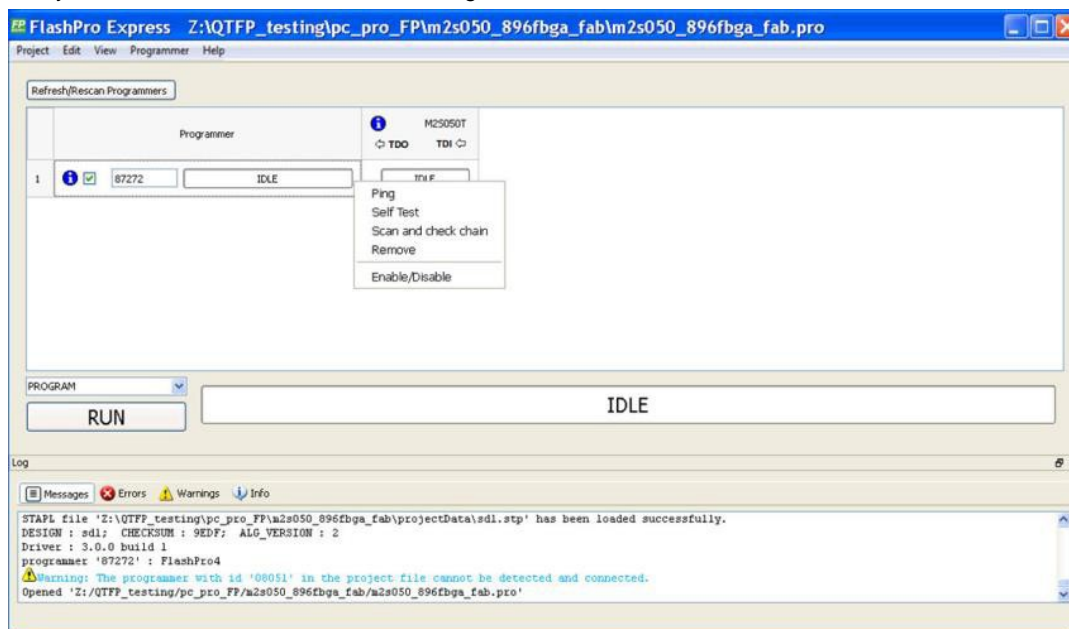 FlashPro Express Z:\QTFP_testing\pc_pro_FP\m2s050_896fbga_fab\m2s050_896fbga_fab.pro
Project Edit View Programmer Help
Refresh/Rescan Programmers
Programmer
M2S050T
TDO TDI
1 87272 IDLE IDLE
Ping
Self Test
Scan and check chain
Remove
Enable/Disable
PROGRAM
RUN
IDLE
Log
Messages Errors Warnings Info
STAPL file 'Z:\QTFP_testing\pc_pro_FP\m2s050_896fbga_fab\projectData\sdl.stp' has been loaded successfully.
DESIGN : sdl; CHECKSUM : 9EDF; ALG_VERSION : 2
Driver : 3.0.0 build 1
programmer '87272' : FlashPro4
Warning: The programmer with id '08051' in the project file cannot be detected and connected.
Opened 'Z:/QTFP_testing/pc_pro_FP/m2s050_896fbga_fab/m2s050_896fbga_fab.pro'